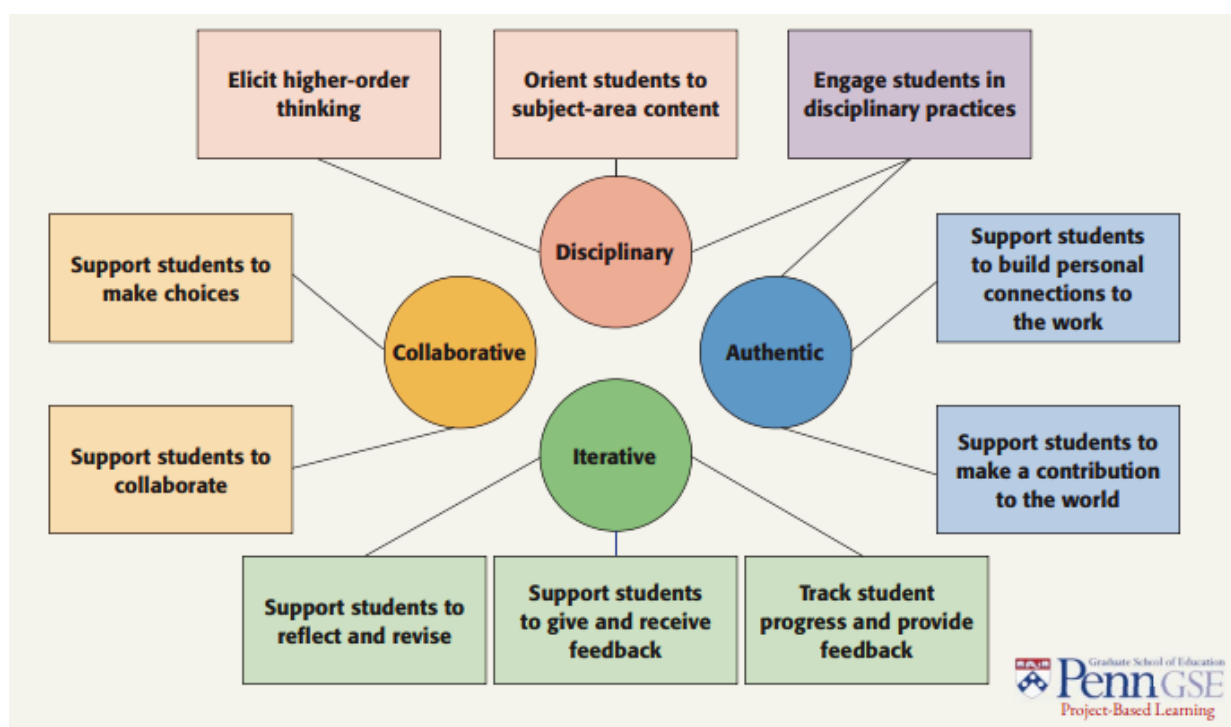 Elicit higher-order
thinking
Orient students to
subject-area content
Engage students in
disciplinary practices
Disciplinary
Support students to
make choices
Support students
to build personal
connections to
the work
Collaborative
Authentic
Support students to
collaborate
Iterative
Support students to
make a contribution
to the world
Support students to
reflect and revise
Support students
to give and receive
feedback
Track student
progress and provide
feedback
Graduate School of Education
Penn GSE
Project-Based Learning